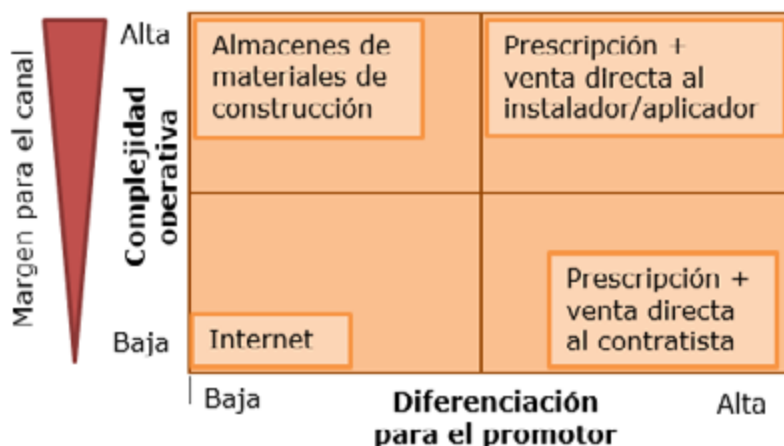 Margen para el canal
Complejidad
operativa
Alta
Baja
Almacenes de
materiales de
construcción
Prescripción +
venta directa al
instalador/aplicador
Internet
Prescripción +
venta directa
al contratista
Baja
Diferenciación
para el promotor
Alta